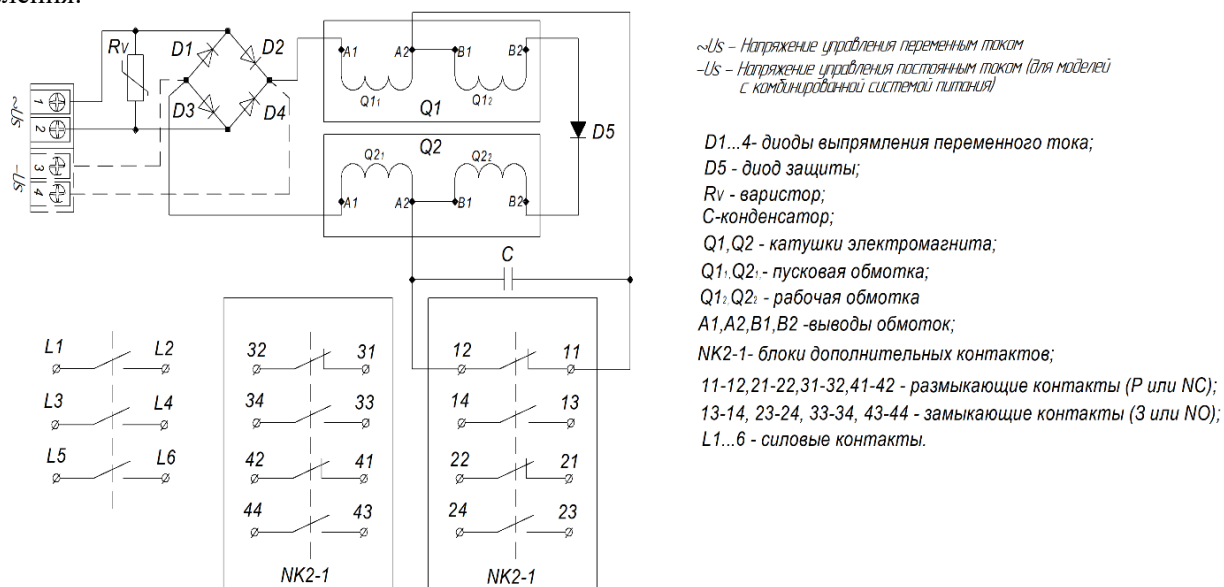 ления.
Rv D1 D2 A1 A2 B1 B2
Q1₁ Q1₂
D3 D4 Q1
~Us 1 2
D5
Q2
Q2₁ Q2₂
-Us 3 4
A1 A2 B1 B2
C
L1 L2 32 31 12 11
L3 L4 34 33 14 13
L5 L6 42 41 22 21
44 43 24 23
NK2-1 NK2-1
~Us – Напряжение управления переменным током
-Us – Напряжение управления постоянным током (для моделей
с комбинированной системой питания)
D1...4- диоды выпрямления переменного тока;
D5 - диод защиты;
Rv - варистор;
C-конденсатор;
Q1,Q2 - катушки электромагнита;
Q1₁,Q2₁,- пусковая обмотка;
Q1₂,Q2₂ - рабочая обмотка
A1,A2,B1,B2 -выводы обмоток;
NK2-1- блоки дополнительных контактов;
11-12,21-22,31-32,41-42 - размыкающие контакты (Р или NC);
13-14, 23-24, 33-34, 43-44 - замыкающие контакты (З или NO);
L1...6 - силовые контакты.